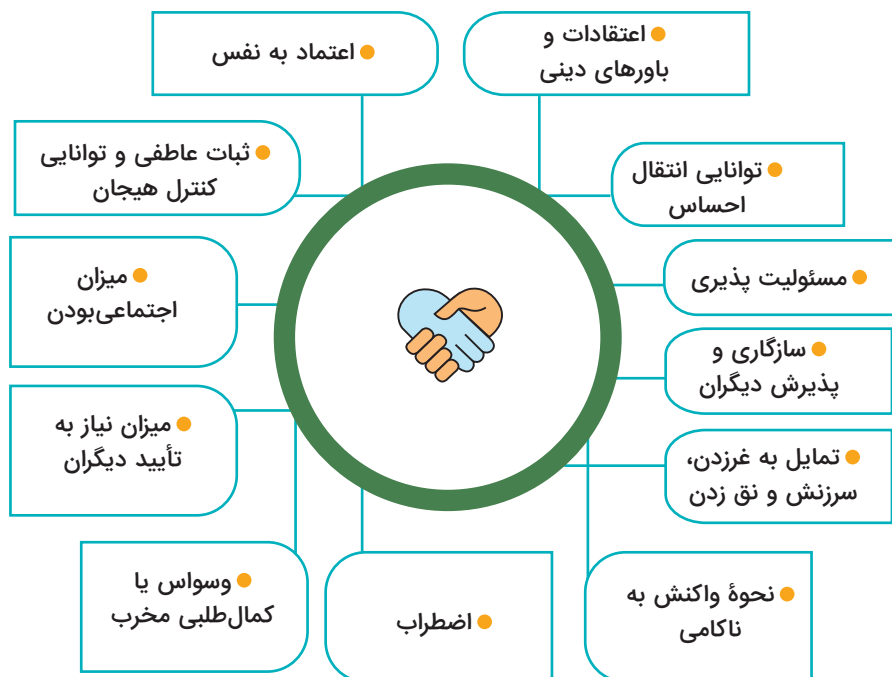 اعتقادات و
باورهای دینی
توانایی انتقال
احساس
مسئولیت پذیری
سازگاری و
پذیرش دیگران
تمایل به غرزدن،
سرزنش و نق زدن
نحوهٔ واکنش به
ناکامی
اضطراب
وسواس یا
کمال‌طلبی مخرب
میزان نیاز به
تأیید دیگران
میزان
اجتماعی‌بودن
ثبات عاطفی و توانایی
کنترل هیجان
اعتماد به نفس